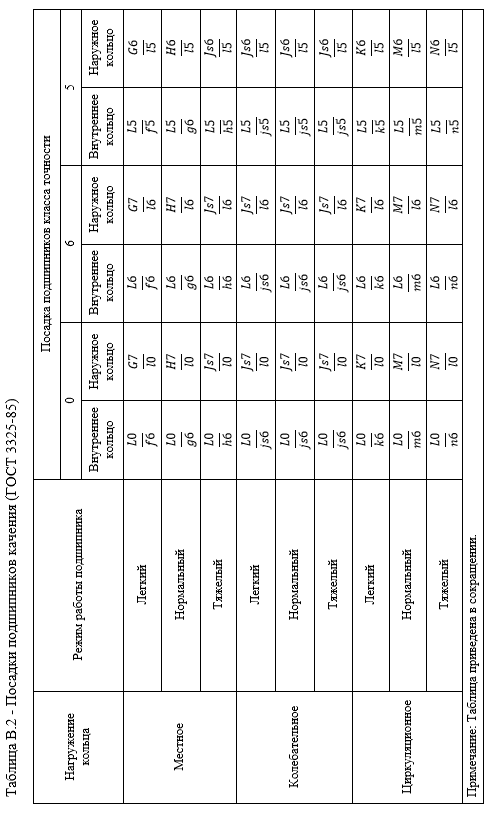 Таблица В.2 - Посадки подшипников качения (ГОСТ 3325-85)
Нагружение
кольца
Режим работы подшипника
Посадка подшипников класса точности
0 6 5
Внутреннее Наружное Внутреннее Наружное Внутреннее Наружное
кольцо кольцо кольцо кольцо кольцо кольцо
Местное
Легкий
L0 G7 L6 G7 L5 G6
f6 l0 f6 l6 f5 l5
Нормальный
L0 H7 L6 H7 L5 H6
g6 l0 g6 l6 g6 l5
Тяжелый
L0 Js7 L6 Js7 L5 Js6
h6 l0 h6 l6 h5 l5
Колебательное
Легкий
L0 Js7 L6 Js7 L5 Js6
js6 l0 js6 l6 js5 l5
Нормальный
L0 Js7 L6 Js7 L5 Js6
js6 l0 js6 l6 js5 l5
Тяжелый
L0 Js7 L6 Js7 L5 Js6
js6 l0 js6 l6 js5 l5
Циркуляционное
Легкий
L0 K7 L6 K7 L5 K6
k6 l0 k6 l6 k5 l5
Нормальный
L0 M7 L6 M7 L5 M6
m6 l0 m6 l6 m5 l5
Тяжелый
L0 N7 L6 N7 L5 N6
n6 l0 n6 l6 n5 l5
Примечание: Таблица приведена в сокращении.